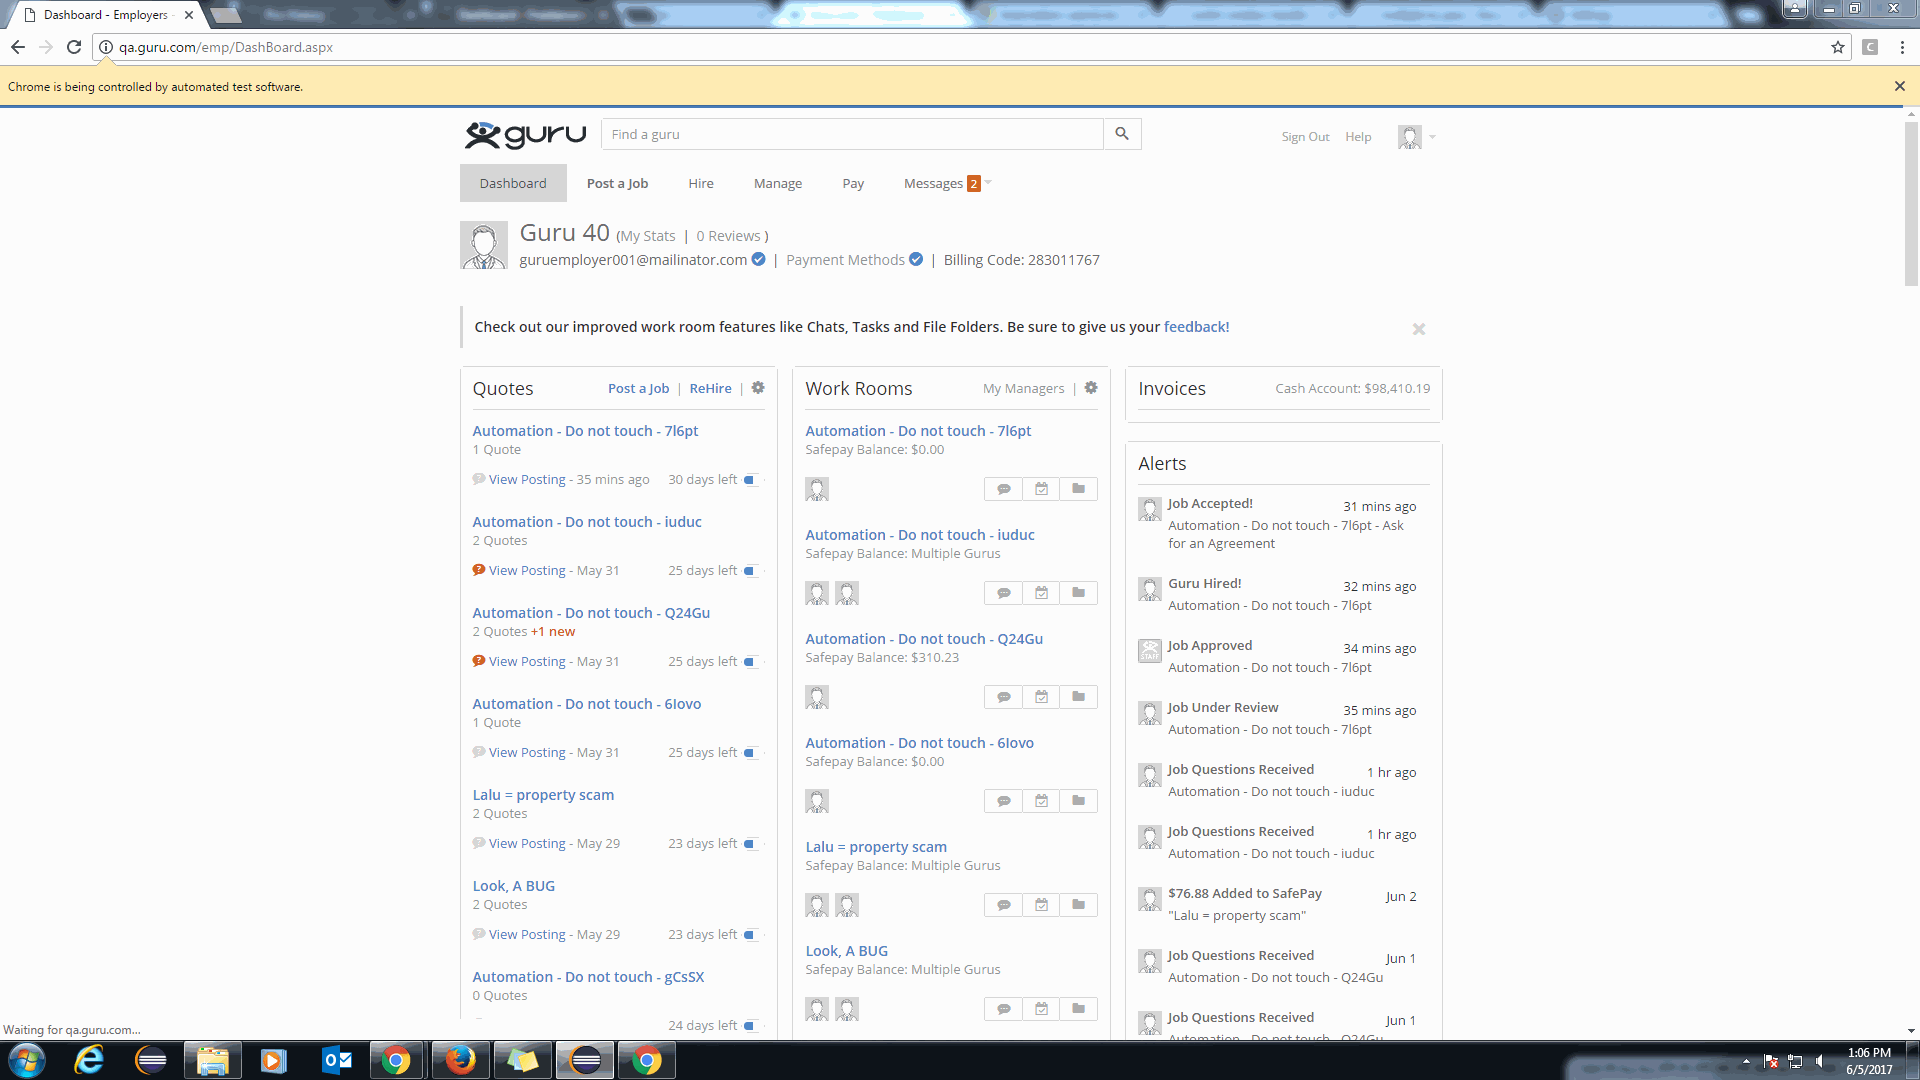 Dashboard - Employers -
qa.guru.com/emp/DashBoard.aspx
C
Chrome is being controlled by automated test software.
guru
Find a guru
Sign Out
Help
Dashboard
Post a Job
Hire
Manage
Pay
Messages 2
Guru 40 (My Stats | 0 Reviews )
guruemployer001@mailinator.com | Payment Methods | Billing Code: 283011767
Check out our improved work room features like Chats, Tasks and File Folders. Be sure to give us your feedback!
Quotes
Post a Job | ReHire |
Automation - Do not touch - 7l6pt
1 Quote
View Posting - 35 mins ago
30 days left
Automation - Do not touch - iuduc
2 Quotes
View Posting - May 31
25 days left
Automation - Do not touch - Q24Gu
2 Quotes +1 new
View Posting - May 31
25 days left
Automation - Do not touch - 6Iovo
1 Quote
View Posting - May 31
25 days left
Lalu = property scam
2 Quotes
View Posting - May 29
23 days left
Look, A BUG
2 Quotes
View Posting - May 29
23 days left
Automation - Do not touch - gCsSX
0 Quotes
24 days left
Work Rooms
My Managers |
Automation - Do not touch - 7l6pt
Safepay Balance: $0.00
Automation - Do not touch - iuduc
Safepay Balance: Multiple Gurus
Automation - Do not touch - Q24Gu
Safepay Balance: $310.23
Automation - Do not touch - 6Iovo
Safepay Balance: $0.00
Lalu = property scam
Safepay Balance: Multiple Gurus
Look, A BUG
Safepay Balance: Multiple Gurus
Invoices
Cash Account: $98,410.19
Alerts
Job Accepted!
31 mins ago
Automation - Do not touch - 7l6pt - Ask
for an Agreement
Guru Hired!
32 mins ago
Automation - Do not touch - 7l6pt
STAFF
Job Approved
34 mins ago
Automation - Do not touch - 7l6pt
Job Under Review
35 mins ago
Automation - Do not touch - 7l6pt
Job Questions Received
1 hr ago
Automation - Do not touch - iuduc
Job Questions Received
1 hr ago
Automation - Do not touch - iuduc
$76.88 Added to SafePay
Jun 2
"Lalu = property scam"
Job Questions Received
Jun 1
Automation - Do not touch - Q24Gu
Job Questions Received
Jun 1
Automation - Do not touch - Q24Gu
Waiting for qa.guru.com...
1:06 PM
6/5/2017